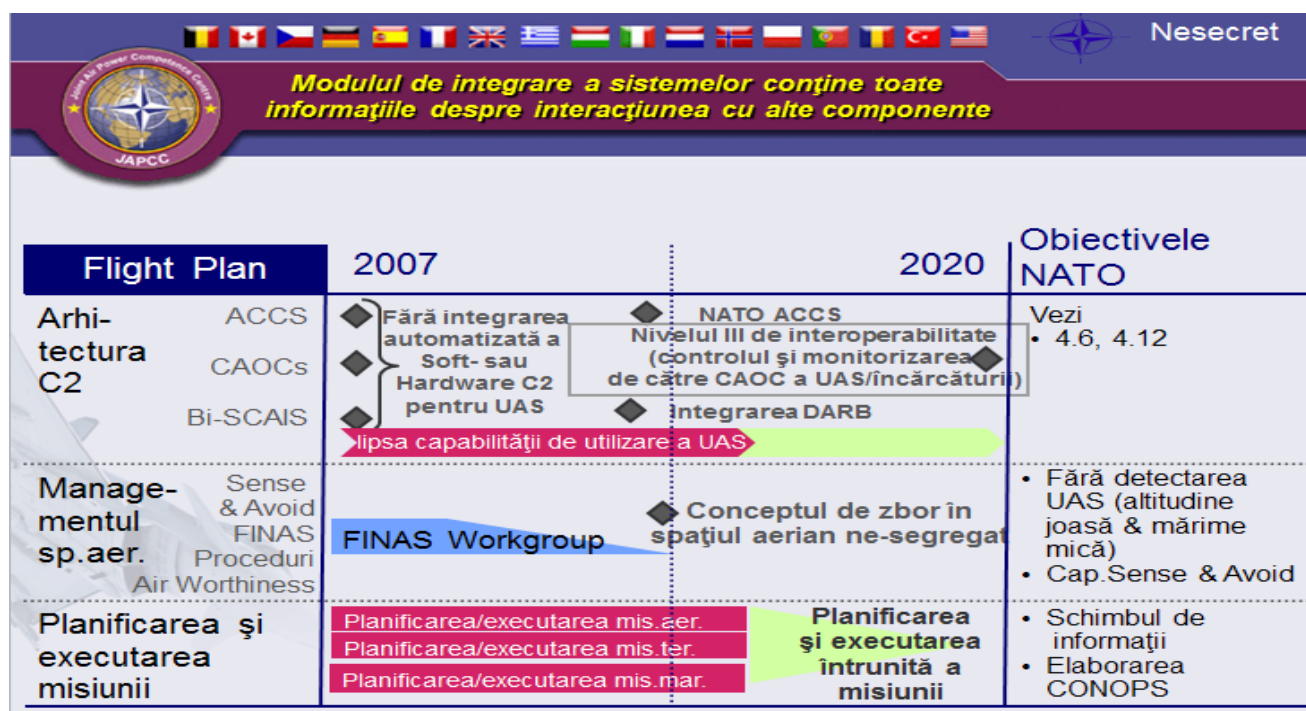 Nesecret
Modulul de integrare a sistemelor conţine toate
informaţiile despre interacţiunea cu alte componente
Joint Air Power Competence Centre
JAPCC
Flight Plan
2007
2020
Obiectivele
NATO
Arhi-
tectura
C2
ACCS
CAOCs
Bi-SCAIS
Fără integrarea
automatizată a
Soft- sau
Hardware C2
pentru UAS
NATO ACCS
Nivelul III de interoperabilitate
(controlul şi monitorizarea
de către CAOC a UAS/încărcăturii)
Integrarea DARB
lipsa capabilităţii de utilizare a UAS
Vezi
• 4.6, 4.12
Manage-
mentul
sp.aer.
Sense
& Avoid
FINAS
Proceduri
Air Worthiness
FINAS Workgroup
Conceptul de zbor în
spaţiul aerian ne-segregat
• Fără detectarea
UAS (altitudine
joasă & mărime
mică)
• Cap.Sense & Avoid
Planificarea şi
executarea
misiunii
Planificarea/executarea mis.aer.
Planificarea/executarea mis.ter.
Planificarea/executarea mis.mar.
Planificarea
şi executarea
întrunită a
misiunii
• Schimbul de
informaţii
• Elaborarea
CONOPS